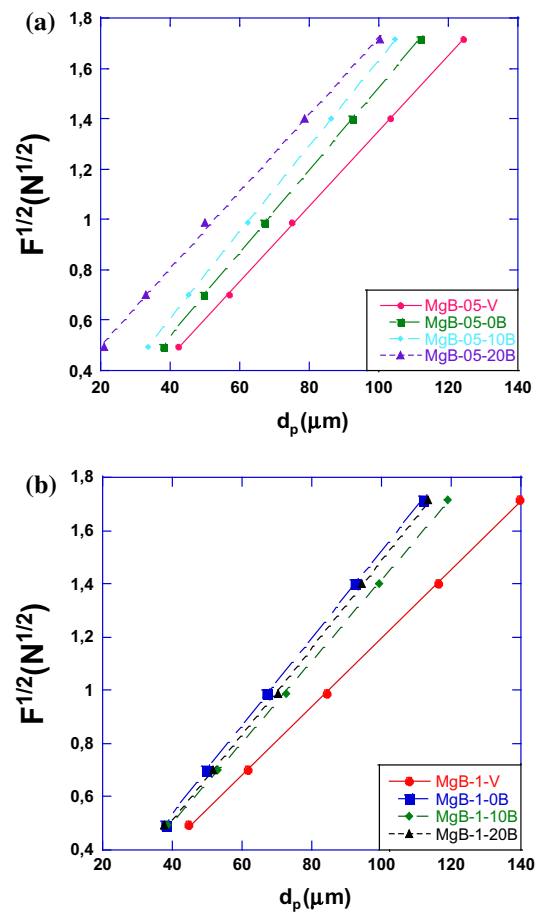 (a)
1,8
1,6
1,4
1,2
1
0.8
0.6
0,4
F1/2(N1/2)
20 40 60 80 100 120 140
dp(μm)
MgB-05-V
MgB-05-0B
MgB-05-10B
MgB-05-20B
(b)
1.8
1.6
1.4
1.2
1
0.8
0.6
0,4
F1/2(N1/2)
20 40 60 80 100 120 140
dp(μm)
MgB-1-V
MgB-1-0B
MgB-1-10B
MgB-1-20B